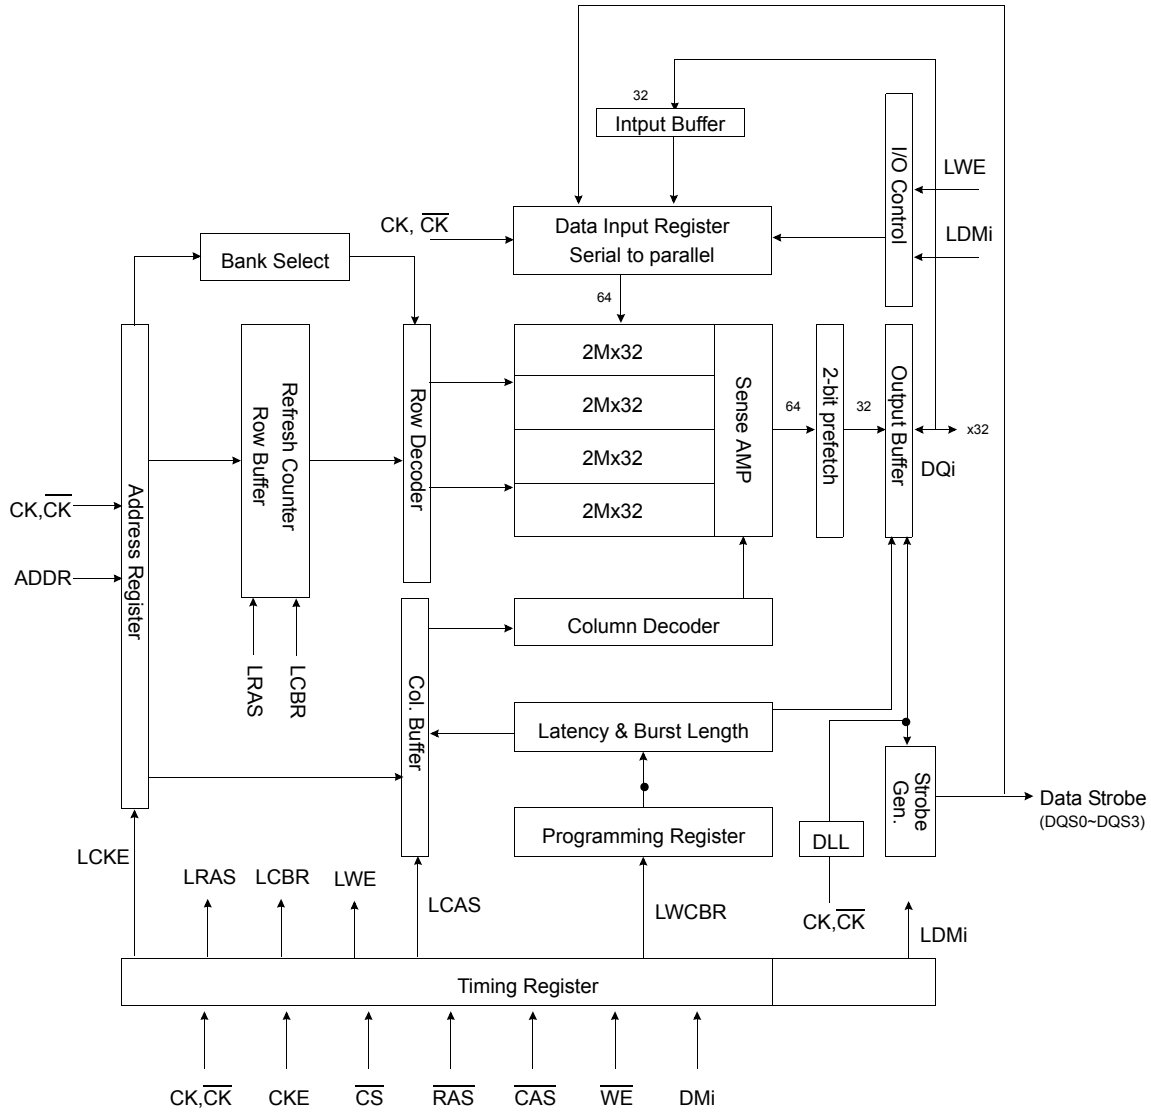 32
Intput Buffer
LWE
I/O Control
LDMi
CK, CK
Data Input Register
Serial to parallel
Bank Select
64
2Mx32
2Mx32
2Mx32
2Mx32
Sense AMP
64
2-bit prefetch
32
Output Buffer
x32
DQi
Row Decoder
Refresh Counter
Row Buffer
Address Register
CK,CK
ADDR
LRAS
LCBR
Col. Buffer
Column Decoder
Latency & Burst Length
Programming Register
DLL
CK,CK
Strobe
Gen.
Data Strobe
(DQS0~DQS3)
LCKE
LRAS
LCBR
LWE
LCAS
LWCBR
LDMi
Timing Register
CK,CK
CKE
CS
RAS
CAS
WE
DMi